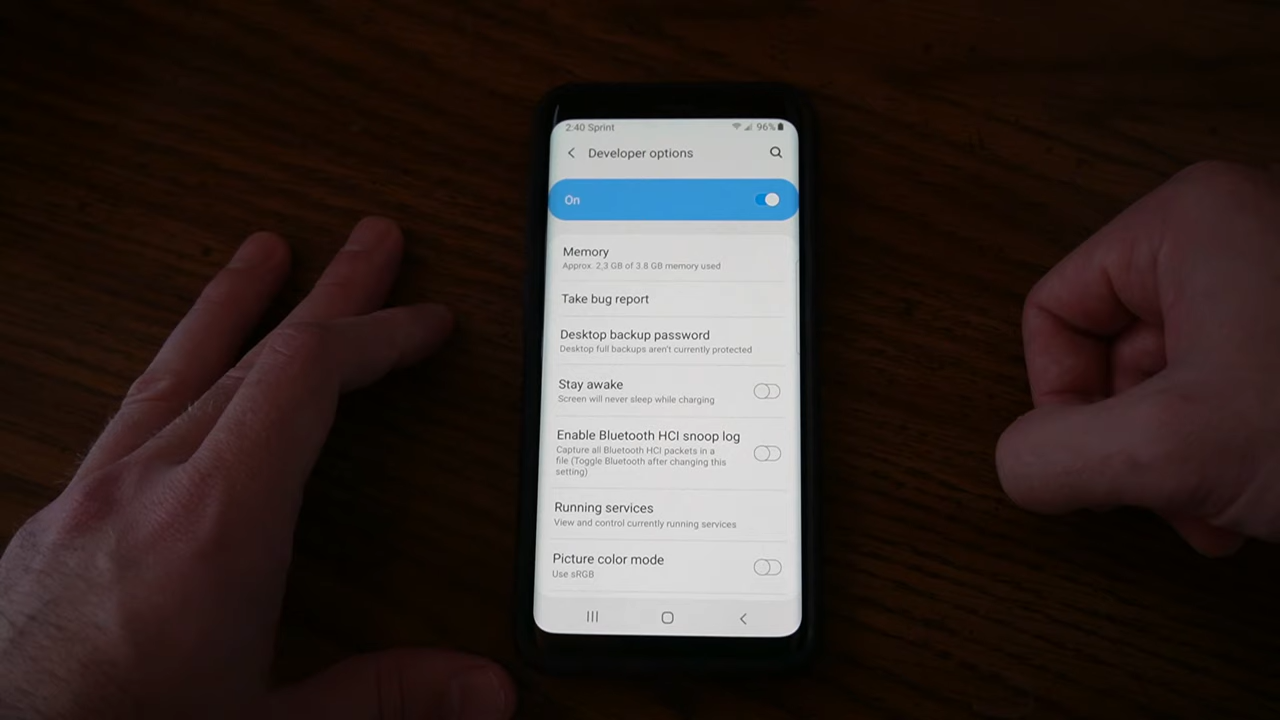 2:40 Sprint 96%
Developer options
On
Memory
Approx. 2,3 GB of 3.8 GB memory used
Take bug report
Desktop backup password
Desktop full backups aren't currently protected
Stay awake
Screen will never sleep while charging
Enable Bluetooth HCI snoop log
Capture all Bluetooth HCI packets in a
file (Toggle Bluetooth after changing this
setting)
Running services
View and control currently running services
Picture color mode
Use sRGB